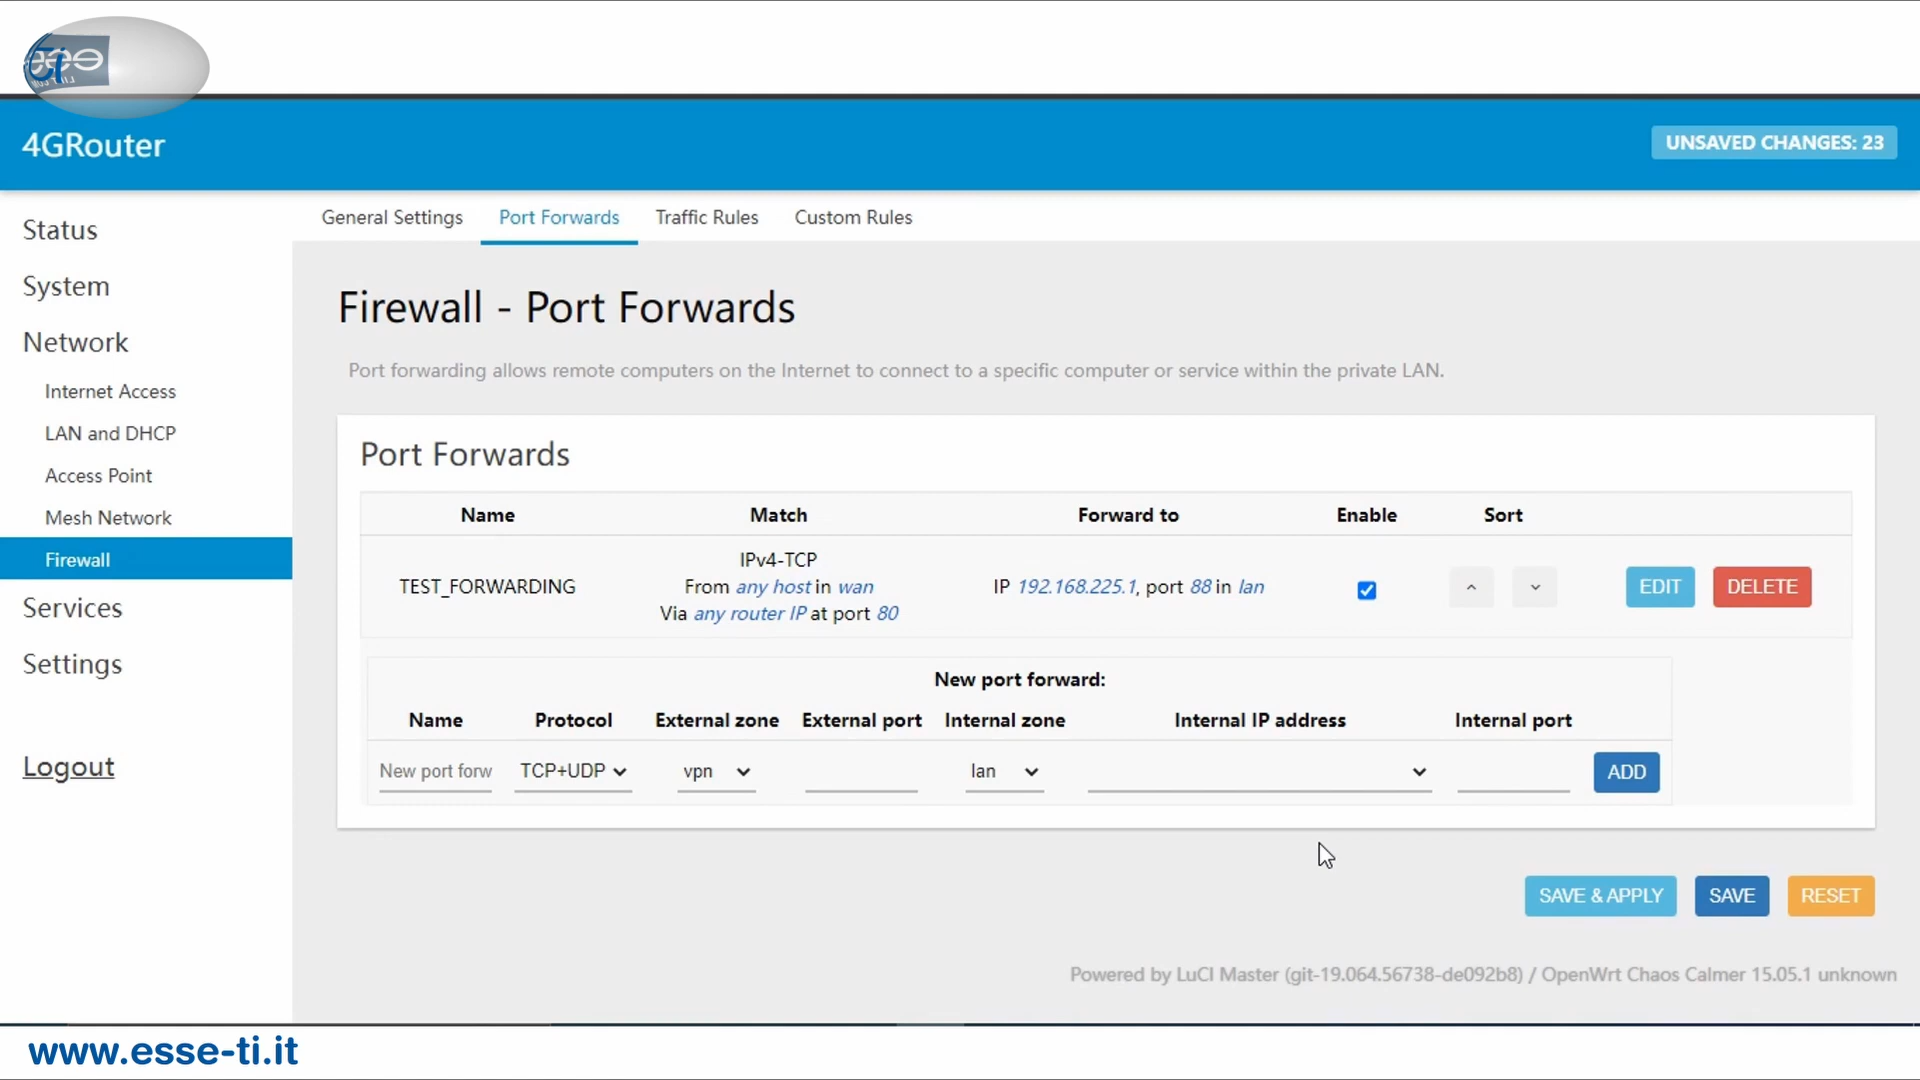 4GRouter
UNSAVED CHANGES: 23
Status
System
Network
Internet Access
LAN and DHCP
Access Point
Mesh Network
Firewall
Services
Settings
Logout
General Settings Port Forwards Traffic Rules Custom Rules
Firewall - Port Forwards
Port forwarding allows remote computers on the Internet to connect to a specific computer or service within the private LAN.
Port Forwards
Name Match Forward to Enable Sort
TEST_FORWARDING
IPv4-TCP
From any host in wan
Via any router IP at port 80
IP 192.168.225.1, port 88 in lan
EDIT DELETE
New port forward:
Name Protocol External zone External port Internal zone Internal IP address Internal port
New port forw TCP+UDP vpn lan ADD
SAVE & APPLY SAVE RESET
Powered by LuCI Master (git-19.064.56738-de092b8) / OpenWrt Chaos Calmer 15.05.1 unknown
www.esse-ti.it